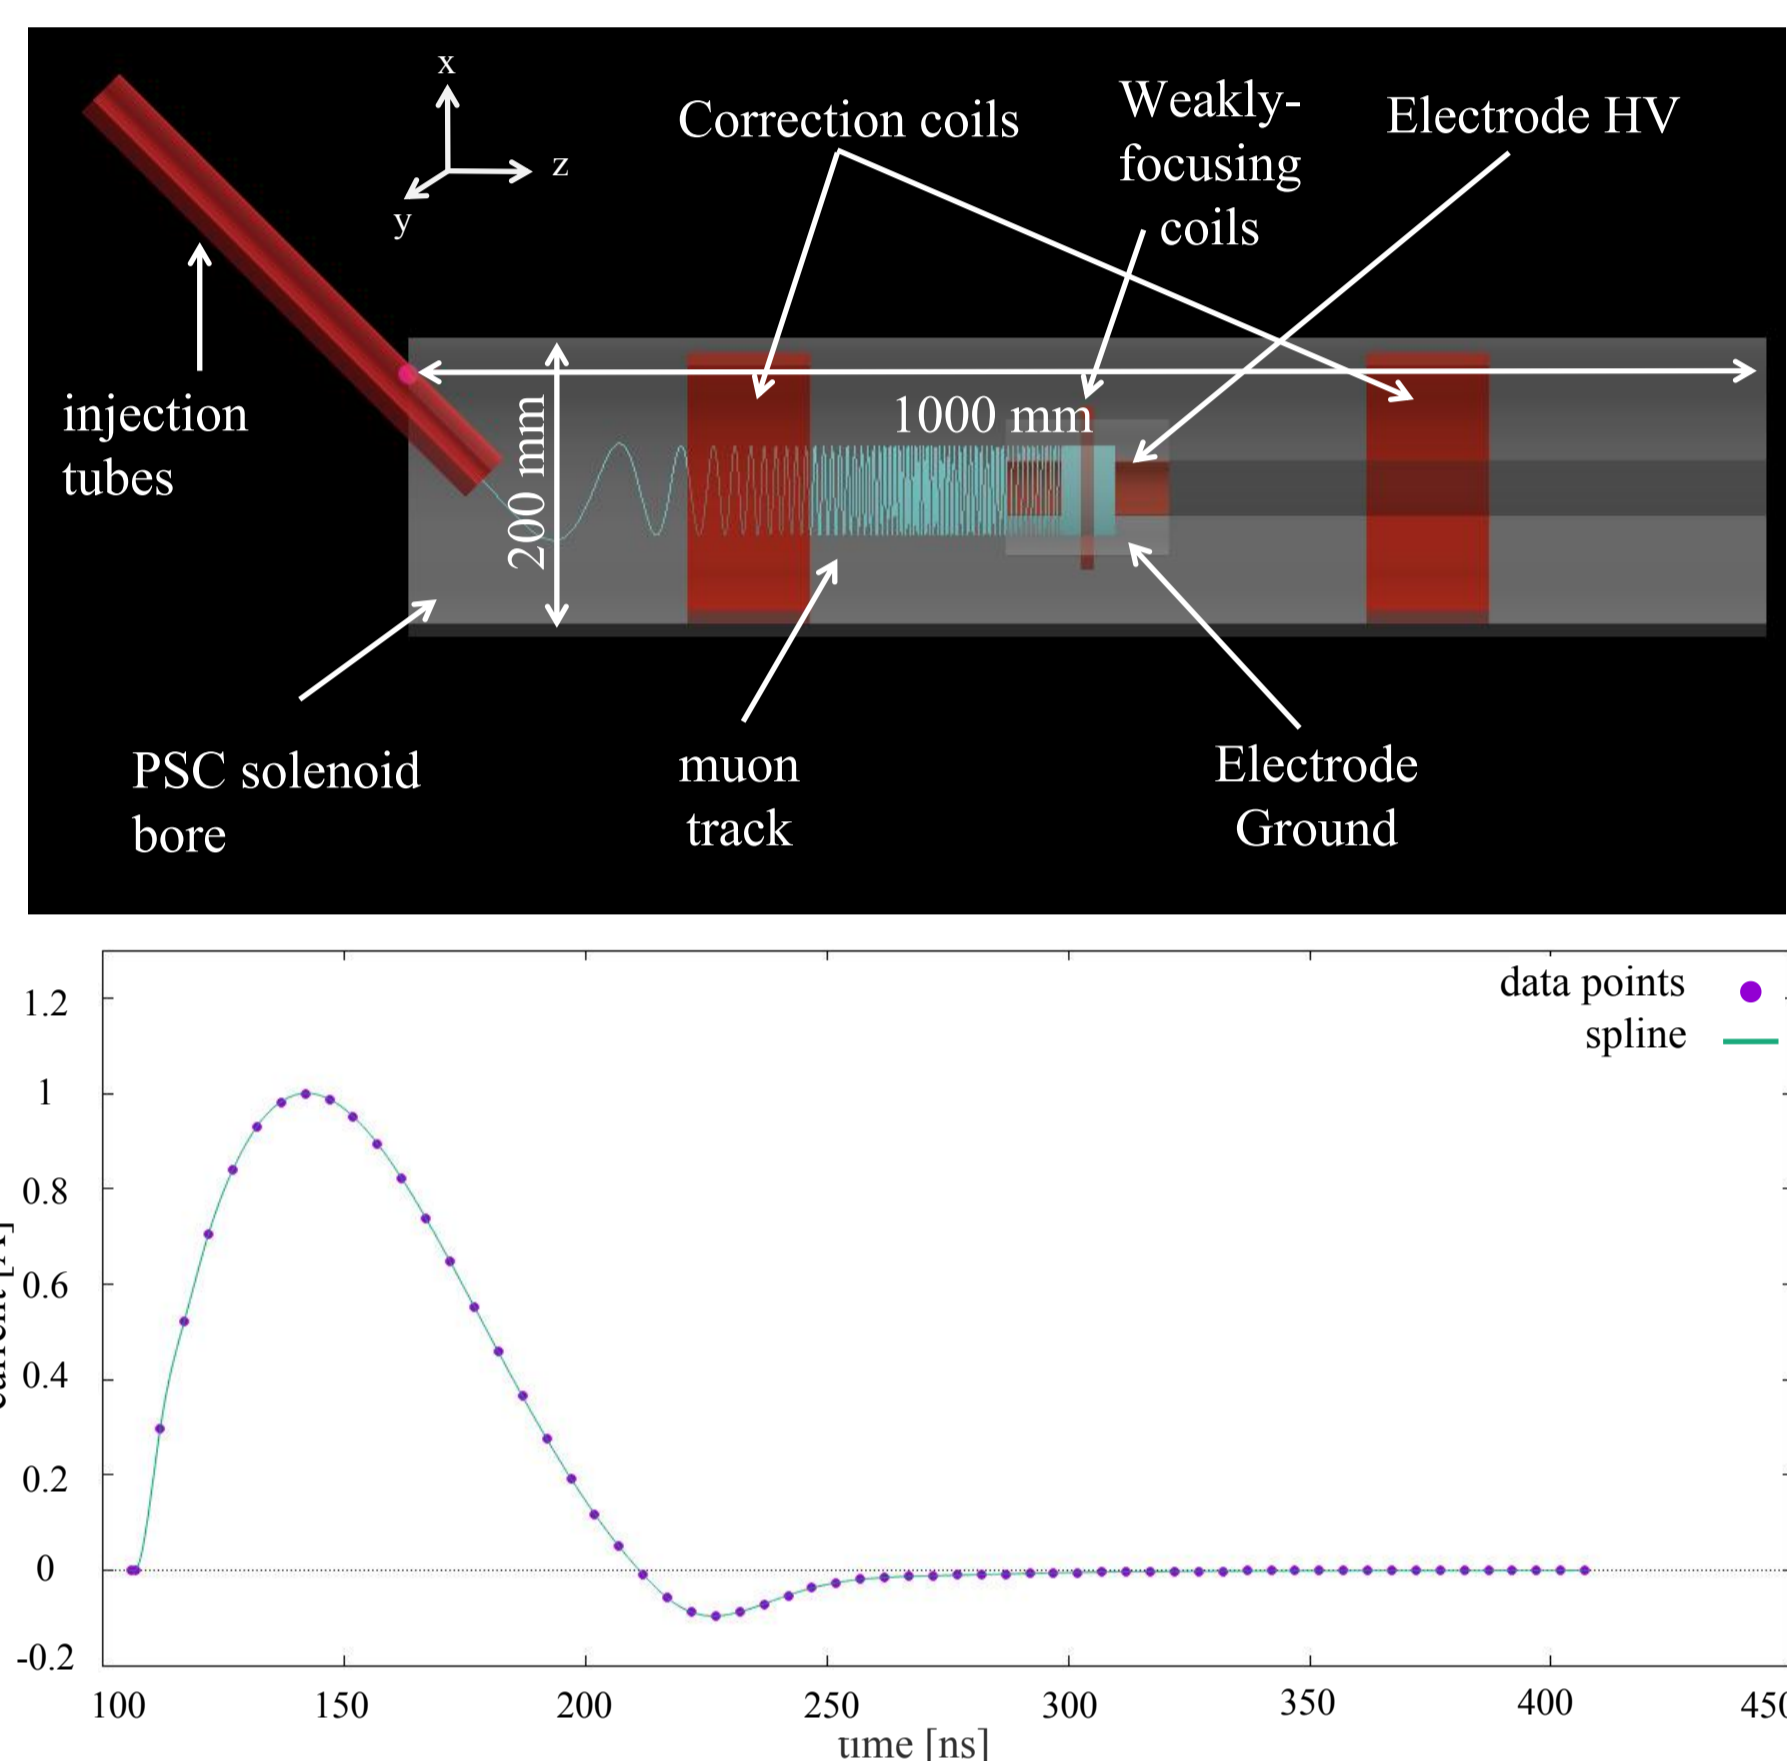 x
z
y
Correction coils
Weakly-
focusing
coils
Electrode HV
injection
tubes
200 mm
1000 mm
PSC solenoid
bore
muon
track
Electrode
Ground
data points
spline
1.2
1
0.8
0.6
0.4
0.2
0
-0.2
100 150 200 250 300 350 400
time [ns]